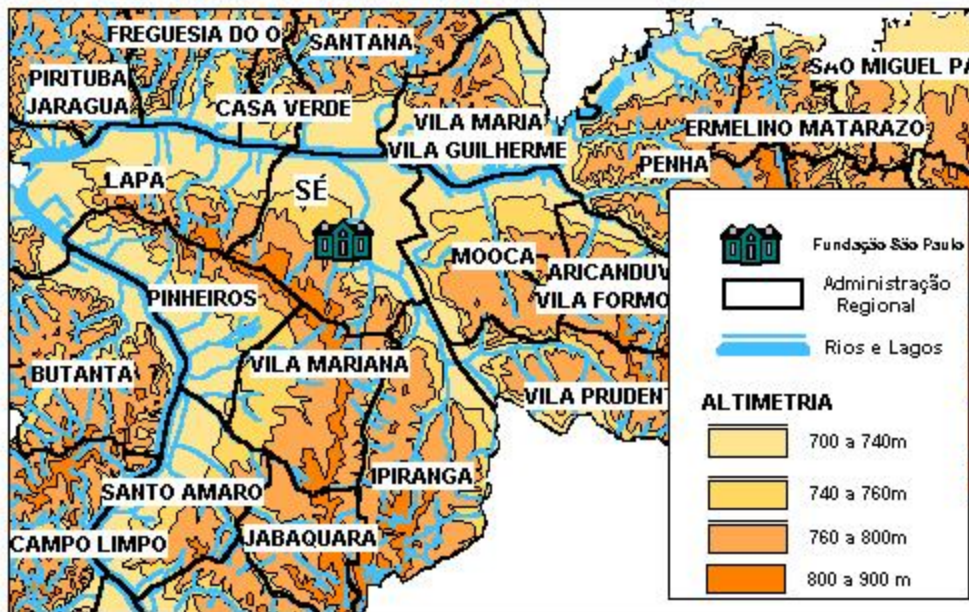 FREGUESIA DO O
SANTANA
PIRITUBA
JARAGUA
CASA VERDE
SAO MIGUEL PA
VILA MARIA
VILA GUILHERME
ERMELINO MATARAZO
PENHA
LAPA
SÉ
MOOCA
ARICANDUV
VILA FORMO
PINHEIROS
BUTANTA
VILA MARIANA
VILA PRUDENT
IPIRANGA
SANTO AMARO
CAMPO LIMPO
JABAQUARA
Fundação São Paulo
Administração
Regional
Rios e Lagos
ALTIMETRIA
700 a 740m
740 a 760m
760 a 800m
800 a 900 m